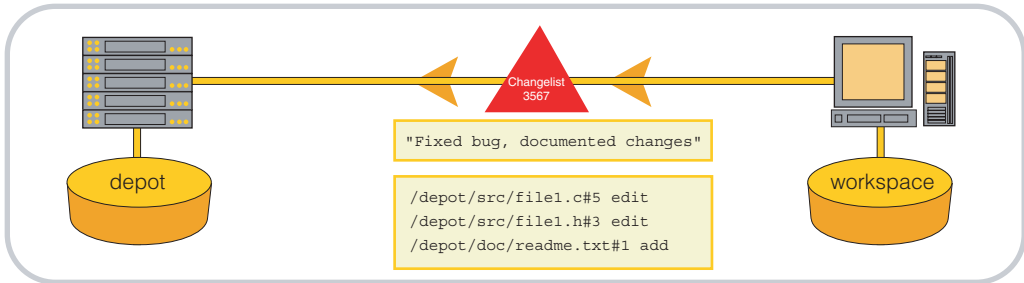 Changelist
3567
"Fixed bug, documented changes"
depot
workspace
/depot/src/file1.c#5 edit
/depot/src/file1.h#3 edit
/depot/doc/readme.txt#1 add